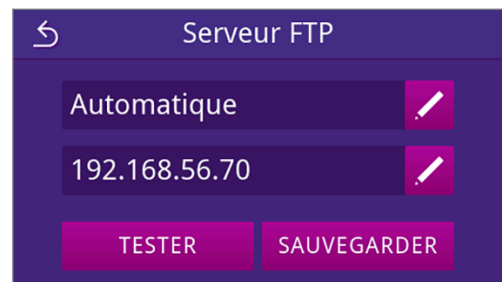 Serveur FTP
Automatique
192.168.56.70
TESTER SAUVEGARDER